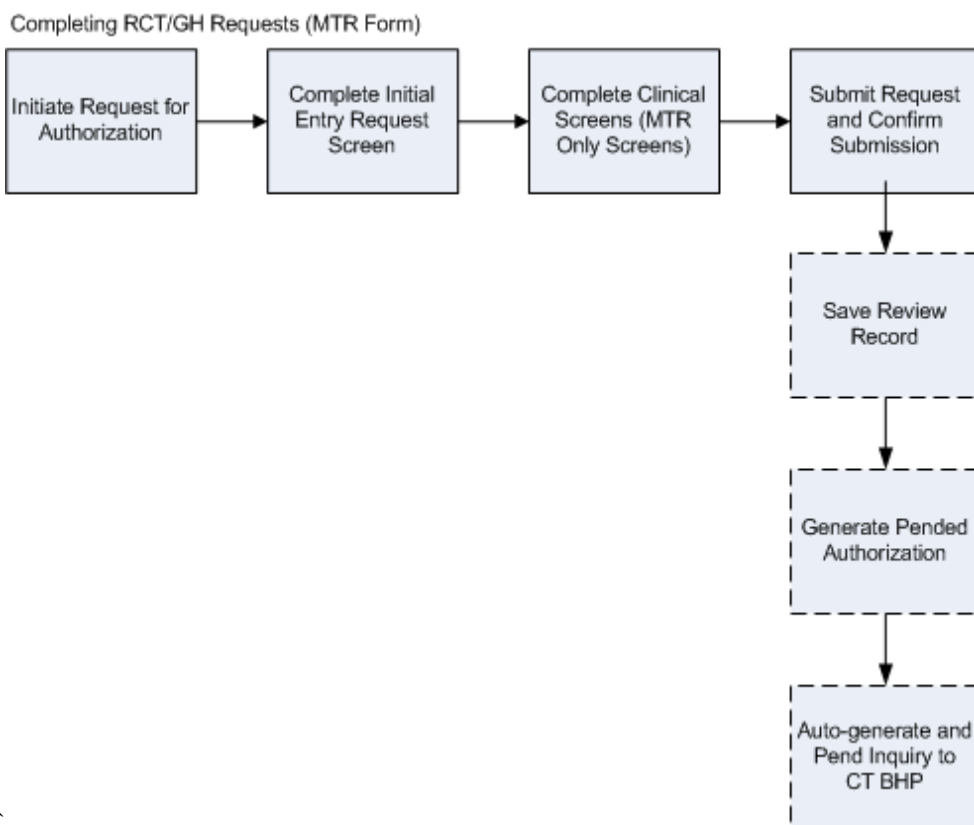 Completing RCT/GH Requests (MTR Form)
Initiate Request for
Authorization
Complete Initial
Entry Request
Screen
Complete Clinical
Screens (MTR
Only Screens)
Submit Request
and Confirm
Submission
Save Review
Record
Generate Pended
Authorization
Auto-generate and
Pend Inquiry to
CT BHP